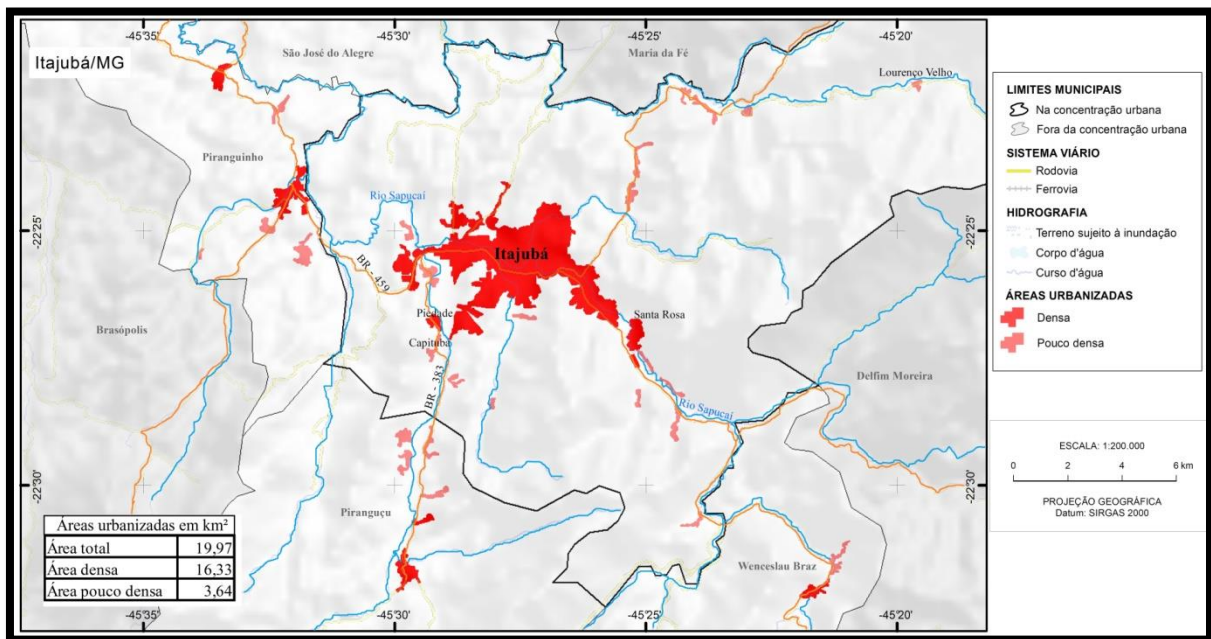 -45°35'
-45°30'
-45°25'
-45°20'
Itajubá/MG
São José do Alegre
Maria da Fé
Lourenço Velho
Piranguinho
Rio Sapucaí
-22°25'
-22°25'
Itajubá
BR - 459
Brasópolis
Piedade
Capituba
Santa Rosa
BR - 383
Delfim Moreira
Rio Sapucaí
-22°30'
-22°30'
Piranguçu
Wenceslau Braz
Áreas urbanizadas em km²
Área total 19,97
Área densa 16,33
Área pouco densa 3,64
-45°35'
-45°30'
-45°25'
-45°20'
LIMITES MUNICIPAIS
Na concentração urbana
Fora da concentração urbana
SISTEMA VIÁRIO
Rodovia
Ferrovia
HIDROGRAFIA
Terreno sujeito à inundação
Corpo d'água
Curso d'água
ÁREAS URBANIZADAS
Densa
Pouco densa
ESCALA: 1:200.000
0 2 4 6 km
PROJEÇÃO GEOGRÁFICA
Datum: SIRGAS 2000